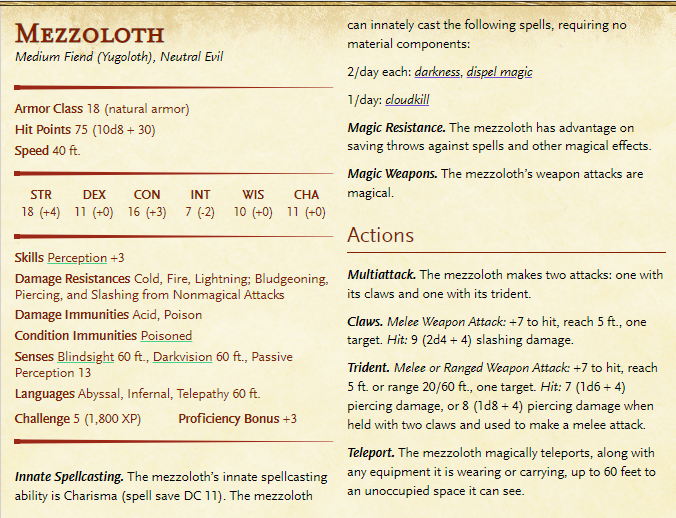 Mezzoloth
Medium Fiend (Yugoloth), Neutral Evil
Armor Class 18 (natural armor)
Hit Points 75 (10d8 + 30)
Speed 40 ft.
STR DEX CON INT WIS CHA
18 (+4) 11 (+0) 16 (+3) 7 (-2) 10 (+0) 11 (+0)
Skills Perception +3
Damage Resistances Cold, Fire, Lightning; Bludgeoning,
Piercing, and Slashing from Nonmagical Attacks
Damage Immunities Acid, Poison
Condition Immunities Poisoned
Senses Blindsight 60 ft., Darkvision 60 ft., Passive
Perception 13
Languages Abyssal, Infernal, Telepathy 60 ft.
Challenge 5 (1,800 XP) Proficiency Bonus +3
Innate Spellcasting. The mezzoloth's innate spellcasting
ability is Charisma (spell save DC 11). The mezzoloth
can innately cast the following spells, requiring no
material components:
2/day each: darkness, dispel magic
1/day: cloudkill
Magic Resistance. The mezzoloth has advantage on
saving throws against spells and other magical effects.
Magic Weapons. The mezzoloth's weapon attacks are
magical.
Actions
Multiattack. The mezzoloth makes two attacks: one with
its claws and one with its trident.
Claws. Melee Weapon Attack: +7 to hit, reach 5 ft., one
target. Hit: 9 (2d4 + 4) slashing damage.
Trident. Melee or Ranged Weapon Attack: +7 to hit, reach
5 ft. or range 20/60 ft., one target. Hit: 7 (1d6 + 4)
piercing damage, or 8 (1d8 + 4) piercing damage when
held with two claws and used to make a melee attack.
Teleport. The mezzoloth magically teleports, along with
any equipment it is wearing or carrying, up to 60 feet to
an unoccupied space it can see.